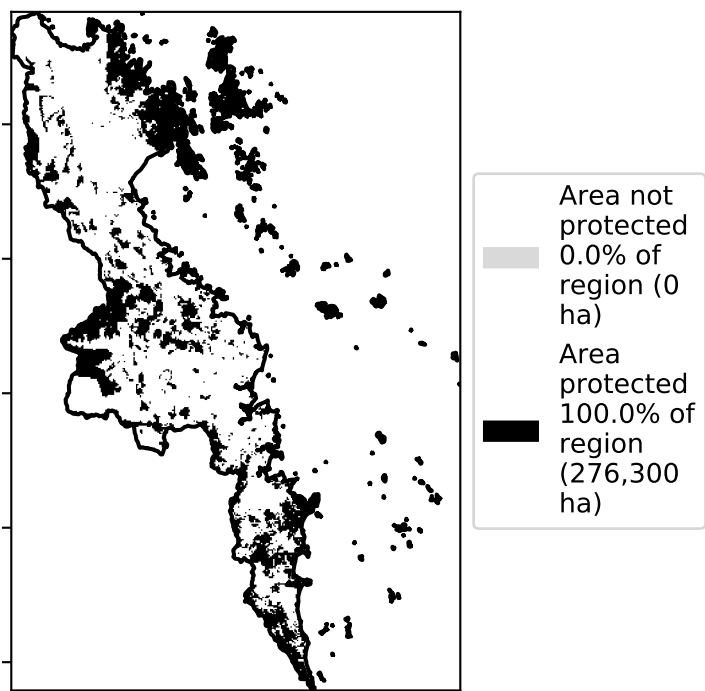 Area not
protected
0.0% of
region (0
ha)
Area
protected
100.0% of
region
(276,300
ha)